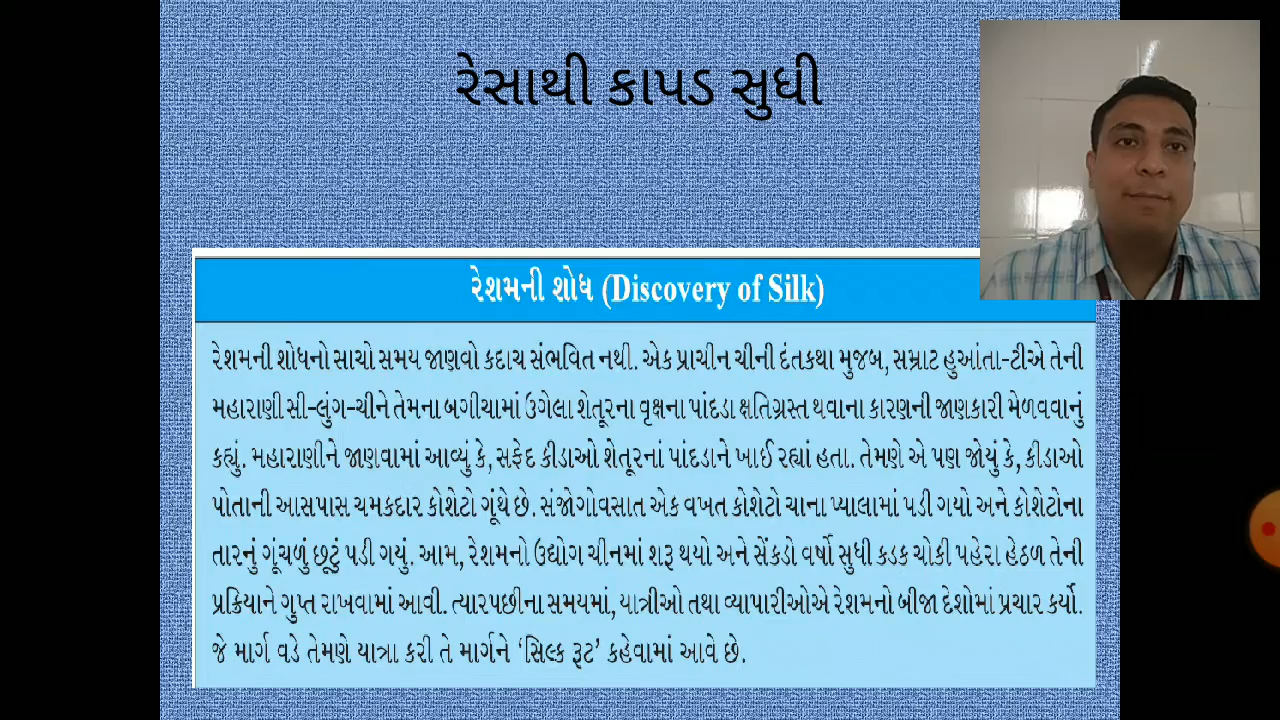 રેસાથી કાપડ સુધી
રેશમની શોધ (Discovery of Silk)
રેશમની શોધનો સાચો સમય જાણવો કદાચ સંભવિત નથી. એક પ્રાચીન ચીની દંતકથા મુજબ, સમ્રાટ હુઆંતા-ટીએ તેની
મહારાણી સી-લુંગ-ચીને તેમના બગીચામાં ઉગેલા શેતૂરના વૃક્ષના પાંદડા ક્ષતિગ્રસ્ત થવાના કારણની જાણકારી મેળવવાનું
કહ્યું. મહારાણીને જાણવામાં આવ્યું કે, સફેદ કીડાઓ શેતૂરનાં પાંદડાને ખાઈ રહ્યાં હતા. તેમણે એ પણ જોયું કે, કીડાઓ
પોતાની આસપાસ ચમકદાર કોશેટો ગૂંથે છે. સંજોગાવસાત એક વખત કોશેટો ચાના પ્યાલામાં પડી ગયો અને કોશેટોના
તારનું ગૂંચળું છૂટું પડી ગયું. આમ, રેશમનો ઉદ્યોગ ચીનમાં શરૂ થયો અને સેંકડો વર્ષો સુધી કડક ચોકી પહેરા હેઠળ તેની
પ્રક્રિયાને ગુપ્ત રાખવામાં આવી. ત્યારપછીના સમયમાં, યાત્રીઓ તથા વ્યાપારીઓએ રેશમનો બીજા દેશોમાં પ્રચાર કર્યો.
જે માર્ગ વડે તેમણે યાત્રા કરી તે માર્ગને ‘સિલ્ક રૂટ’ કહેવામાં આવે છે.